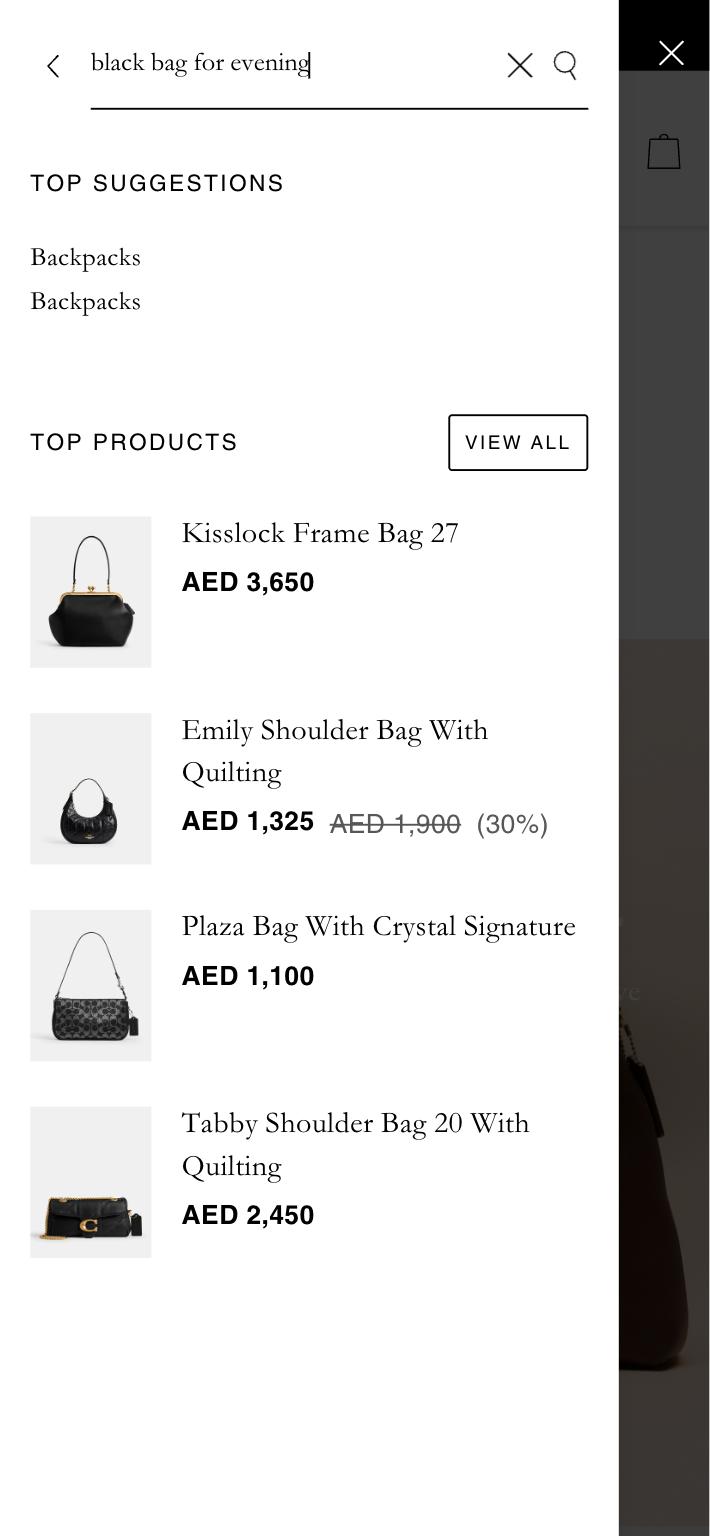 black bag for evening
TOP SUGGESTIONS
Backpacks
Backpacks
TOP PRODUCTS
VIEW ALL
Kisslock Frame Bag 27
AED 3,650
Emily Shoulder Bag With
Quilting
AED 1,325 AED 1,900 (30%)
Plaza Bag With Crystal Signature
AED 1,100
Tabby Shoulder Bag 20 With
Quilting
AED 2,450